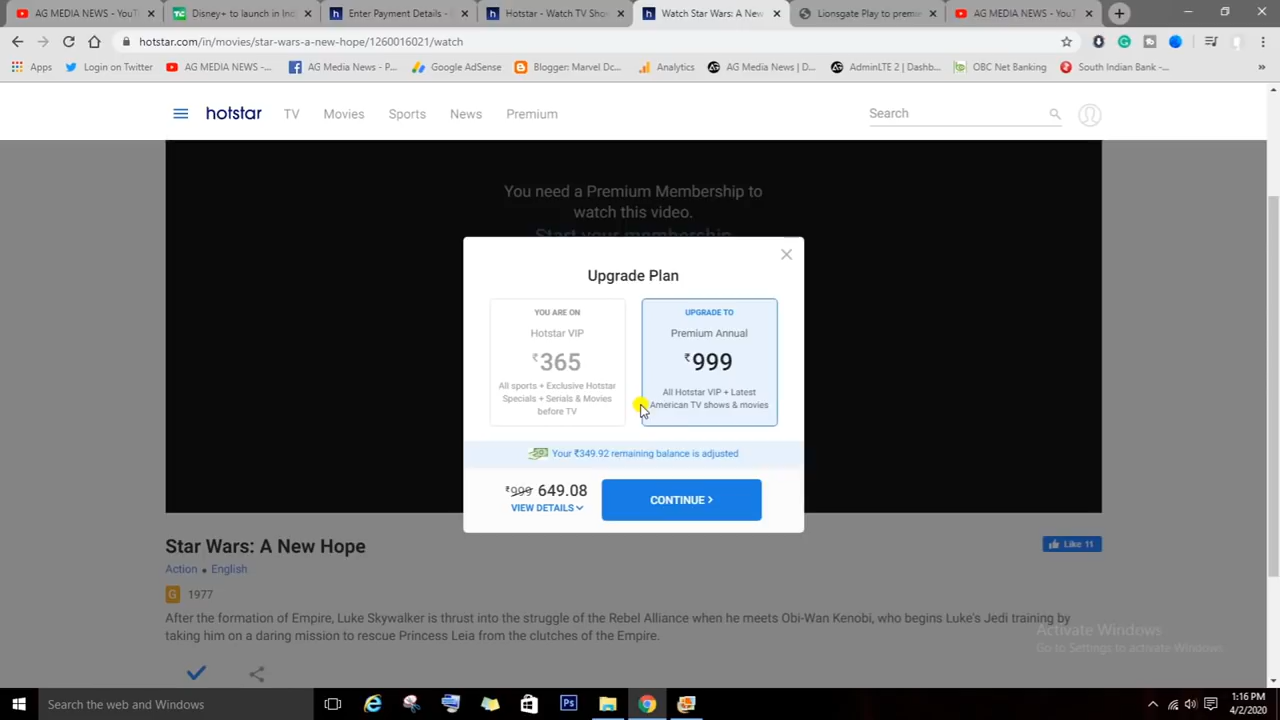 AG MEDIA NEWS - YouTu
Disney+ to launch in Ind
Enter Payment Details -
Hotstar - Watch TV Sho
Watch Star Wars: A New
Lionsgate Play to premi
AG MEDIA NEWS - YouT
hotstar.com/in/movies/star-wars-a-new-hope/1260016021/watch
Apps
Login on Twitter
AG MEDIA NEWS -...
AG Media News - P...
Google AdSense
Blogger: Marvel Dc...
Analytics
AG Media News | D...
AdminLTE 2 | Dashb...
OBC Net Banking
South Indian Bank -...
hotstar TV Movies Sports News Premium
Search
You need a Premium Membership to
watch this video.
Start your membership
Upgrade Plan
YOU ARE ON
Hotstar VIP
₹365
All sports + Exclusive Hotstar
Specials + Serials & Movies
before TV
UPGRADE TO
Premium Annual
₹999
All Hotstar VIP + Latest
American TV shows & movies
Your ₹349.92 remaining balance is adjusted
₹999 649.08
VIEW DETAILS
CONTINUE >
Star Wars: A New Hope
Like 11
Action • English
G 1977
After the formation of Empire, Luke Skywalker is thrust into the struggle of the Rebel Alliance when he meets Obi-Wan Kenobi, who begins Luke's Jedi training by
taking him on a daring mission to rescue Princess Leia from the clutches of the Empire.
Activate Windows
Go to Settings to activate Windows.
Search the web and Windows
Ps
1:16 PM
4/2/2020